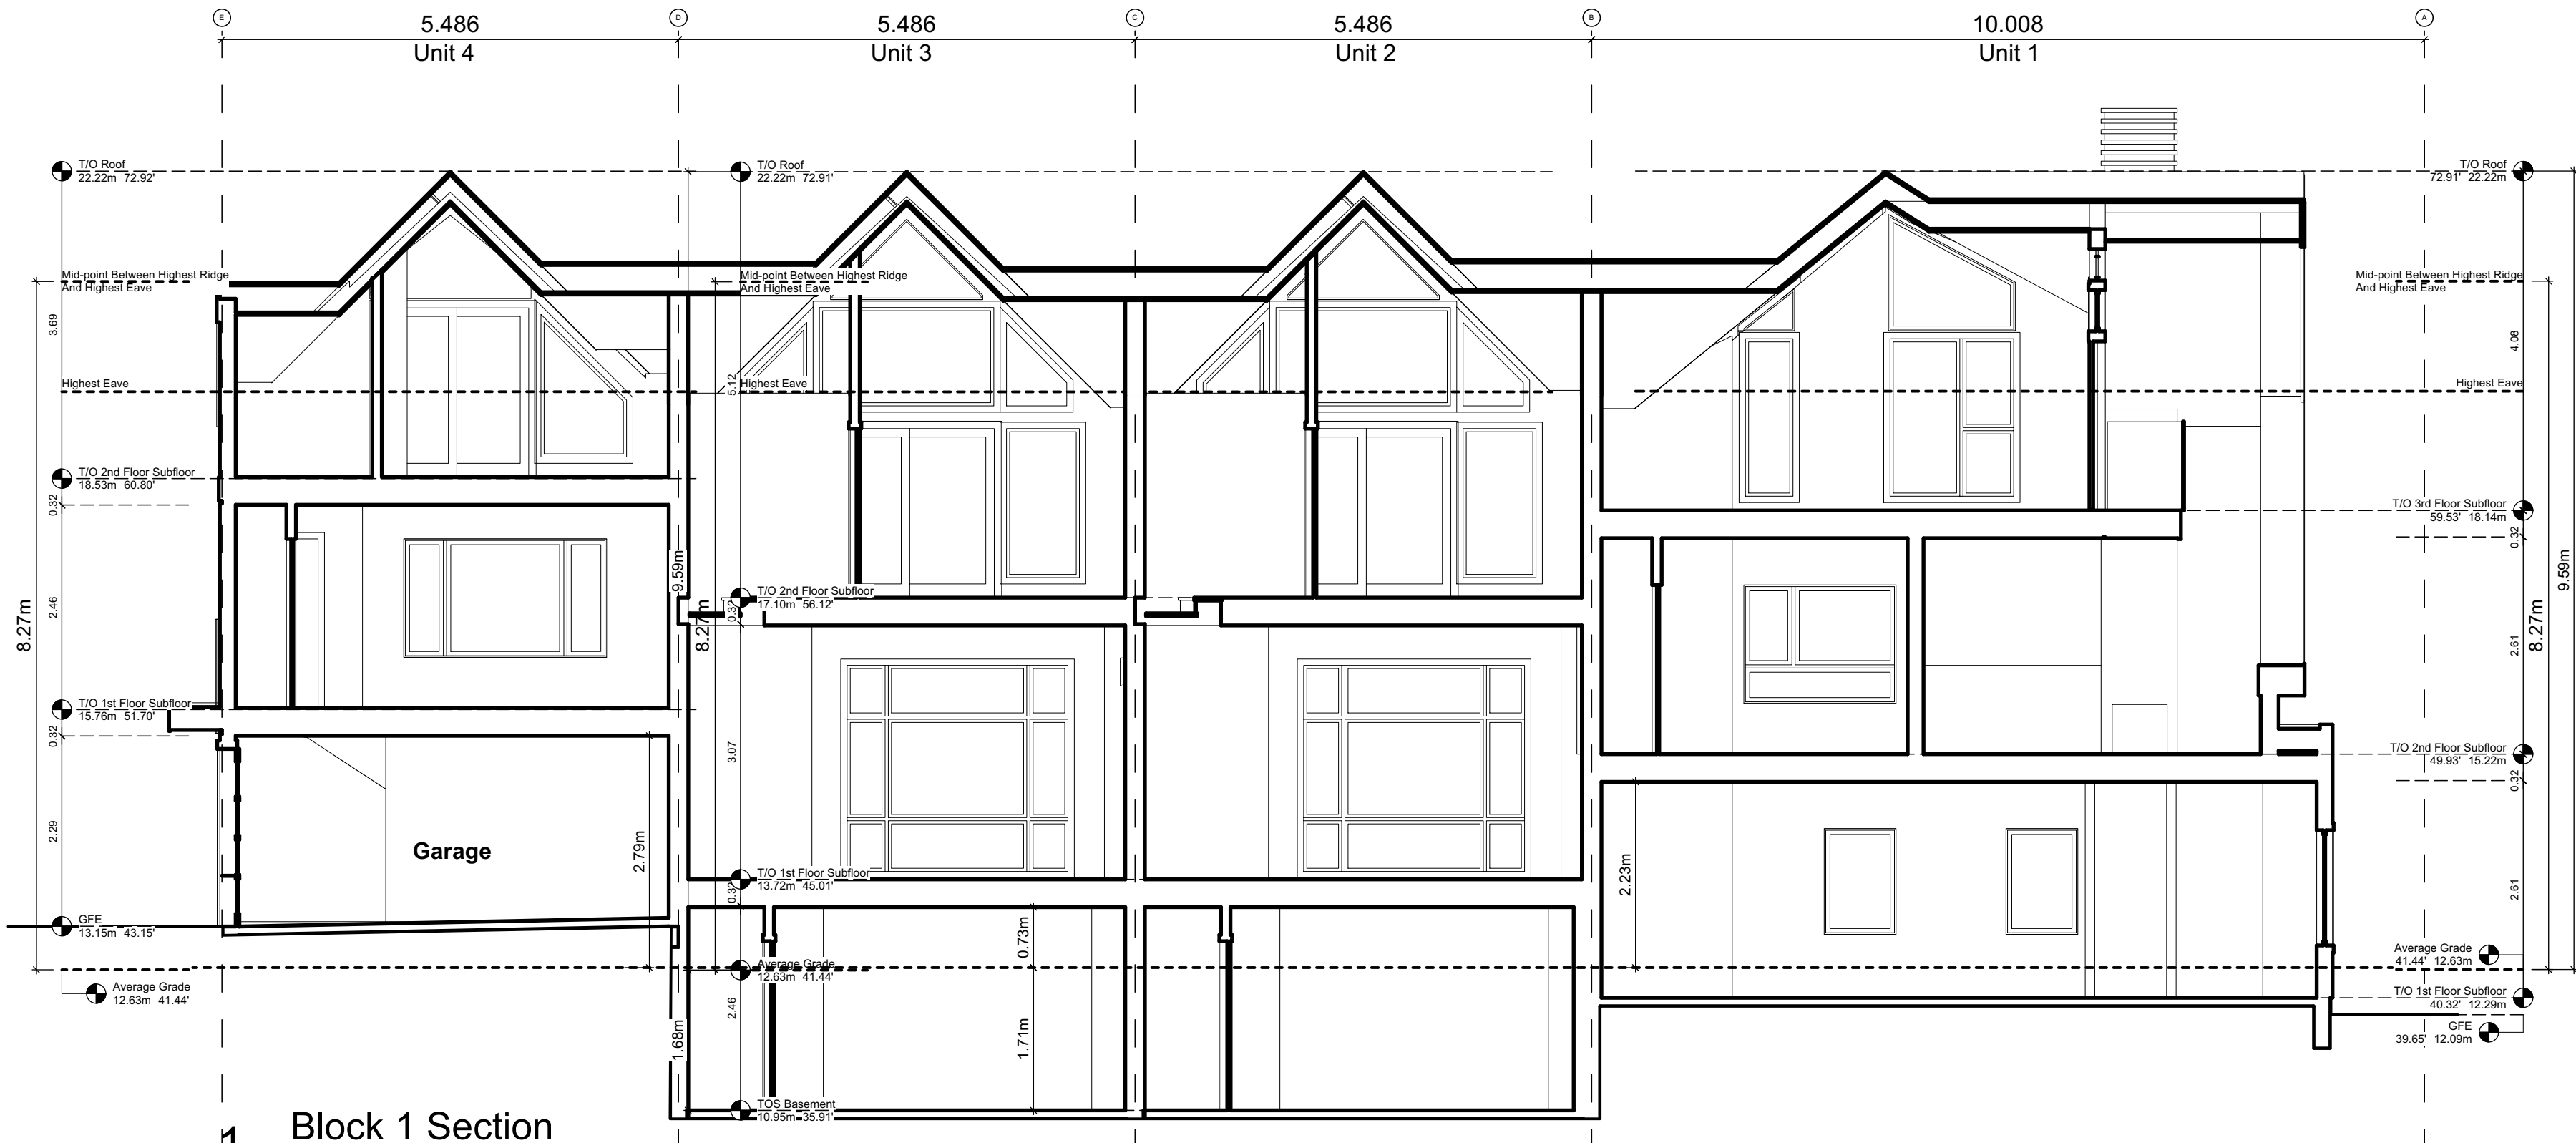 E D C B A
5.486 5.486 5.486 10.008
Unit 4 Unit 3 Unit 2 Unit 1
T/O Roof
22.22m 72.92'
Mid-point Between Highest Ridge
And Highest Eave
3.69
Highest Eave
T/O 2nd Floor Subfloor
18.53m 60.80'
0.32
2.46
8.27m
T/O 1st Floor Subfloor
15.76m 51.70'
0.32
2.29
GFE
13.15m 43.15'
Average Grade
12.63m 41.44'
Garage
2.79m
T/O Roof
22.22m 72.91'
Mid-point Between Highest Ridge
And Highest Eave
5.12
Highest Eave
9.59m
8.27m
T/O 2nd Floor Subfloor
17.10m 56.12'
0.32
3.07
T/O 1st Floor Subfloor
13.72m 45.01'
0.32
0.73m
Average Grade
12.63m 41.44'
2.46
1.68m
1.71m
TOS Basement
10.95m 35.91'
2.23m
T/O Roof
72.91' 22.22m
Mid-point Between Highest Ridge
And Highest Eave
4.08
Highest Eave
T/O 3rd Floor Subfloor
59.53' 18.14m
0.32
9.59m
2.61
8.27m
T/O 2nd Floor Subfloor
49.93' 15.22m
0.32
2.61
Average Grade
41.44' 12.63m
T/O 1st Floor Subfloor
40.32' 12.29m
GFE
39.65' 12.09m
1 Block 1 Section